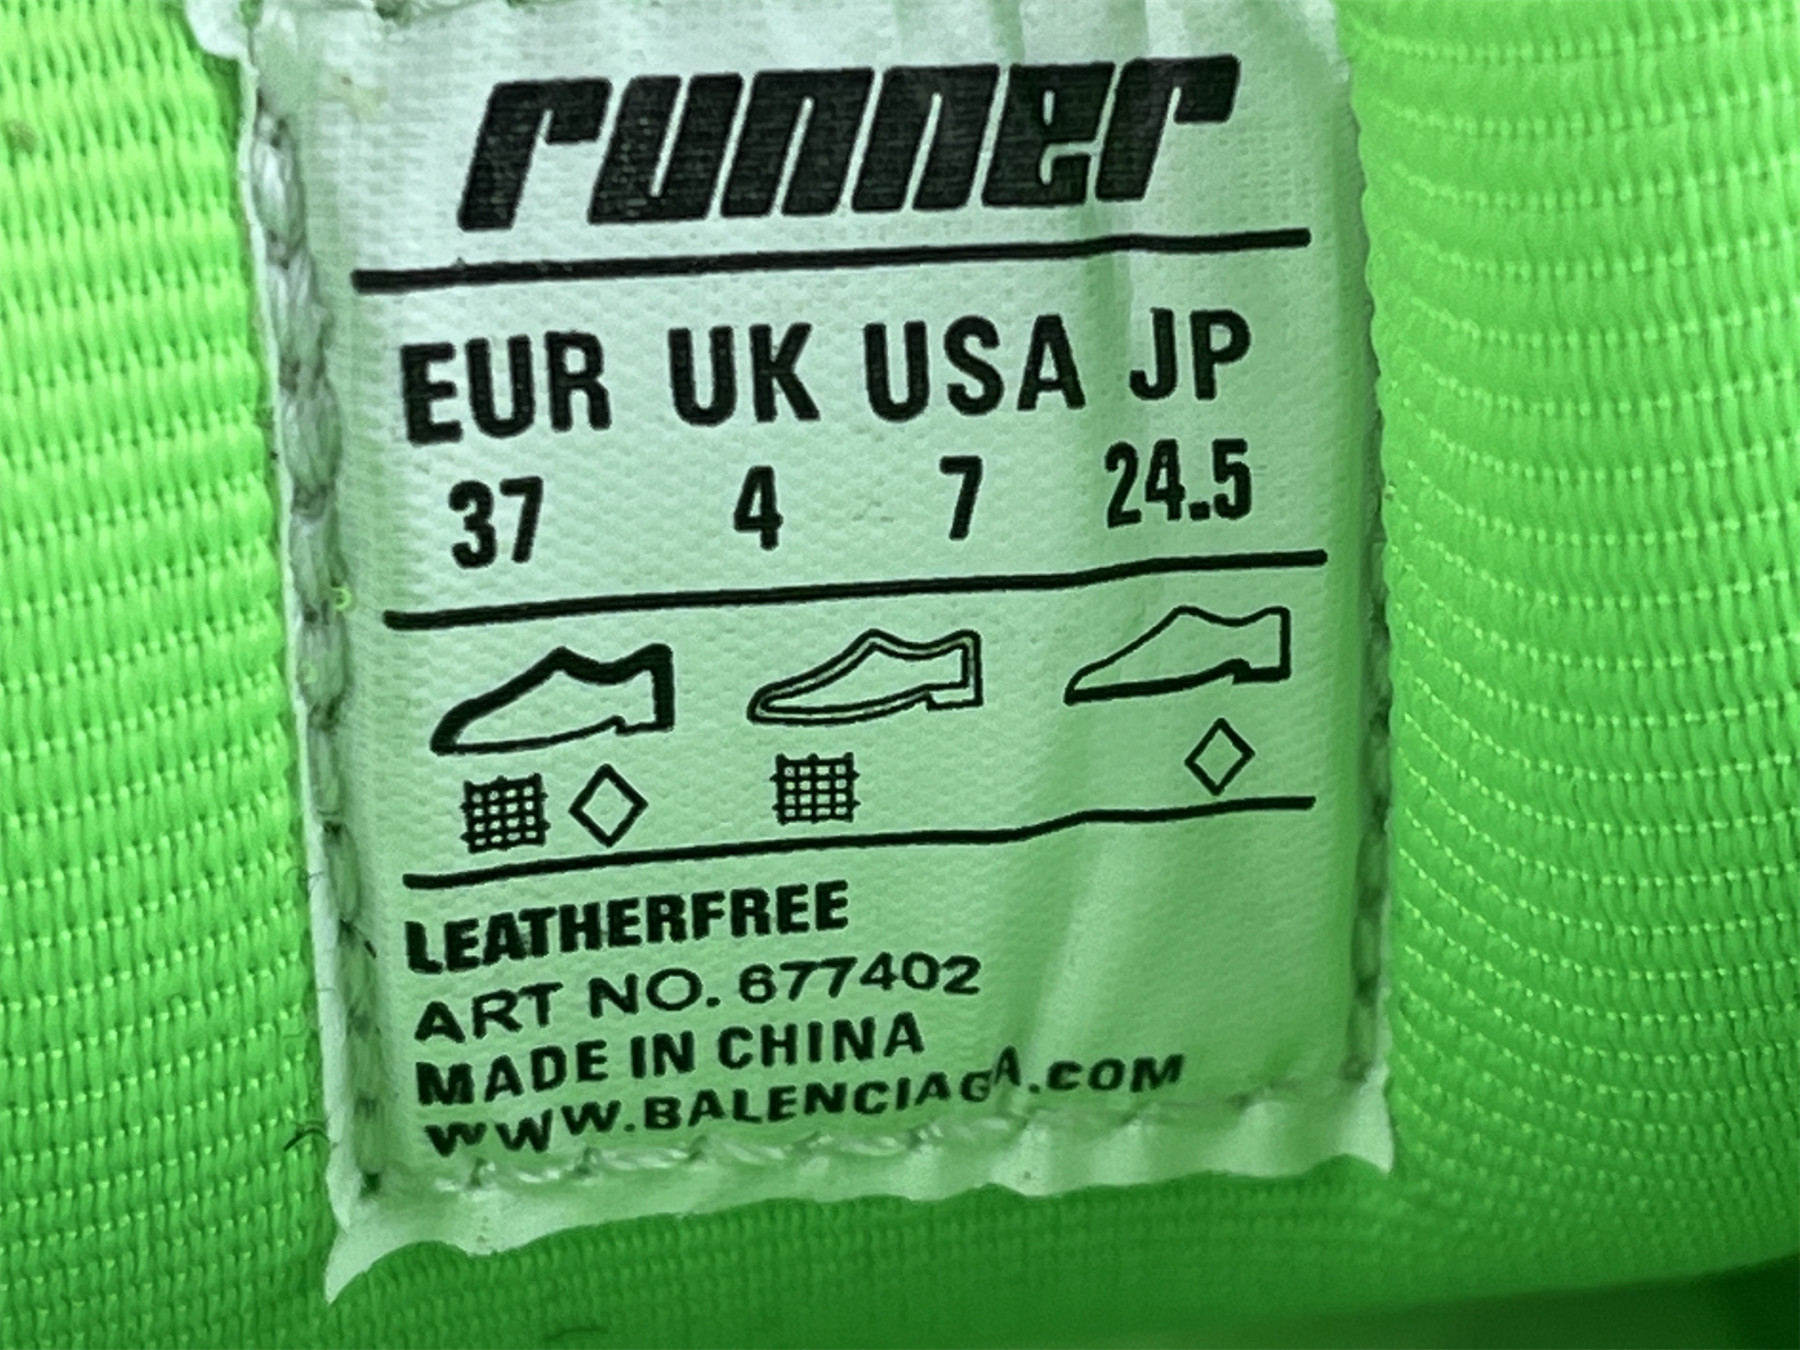 runner
EUR UK USA JP
37 4 7 24.5
LEATHERFREE
ART NO. 677402
MADE IN CHINA
WWW.BALENCIAGA.COM